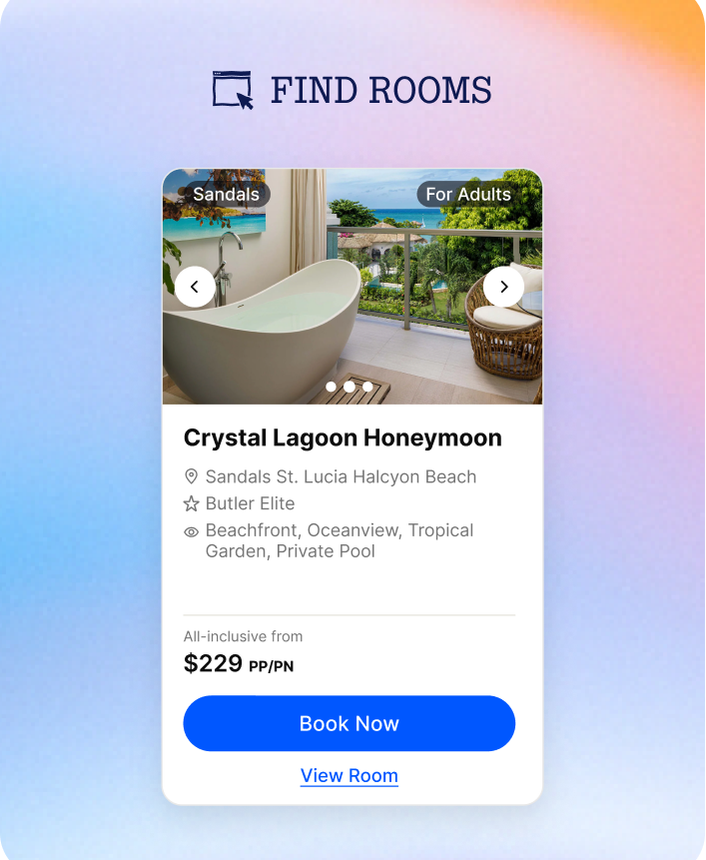 FIND ROOMS
Sandals
For Adults
Crystal Lagoon Honeymoon
Sandals St. Lucia Halcyon Beach
Butler Elite
Beachfront, Oceanview, Tropical
Garden, Private Pool
All-inclusive from
$229 PP/PN
Book Now
View Room